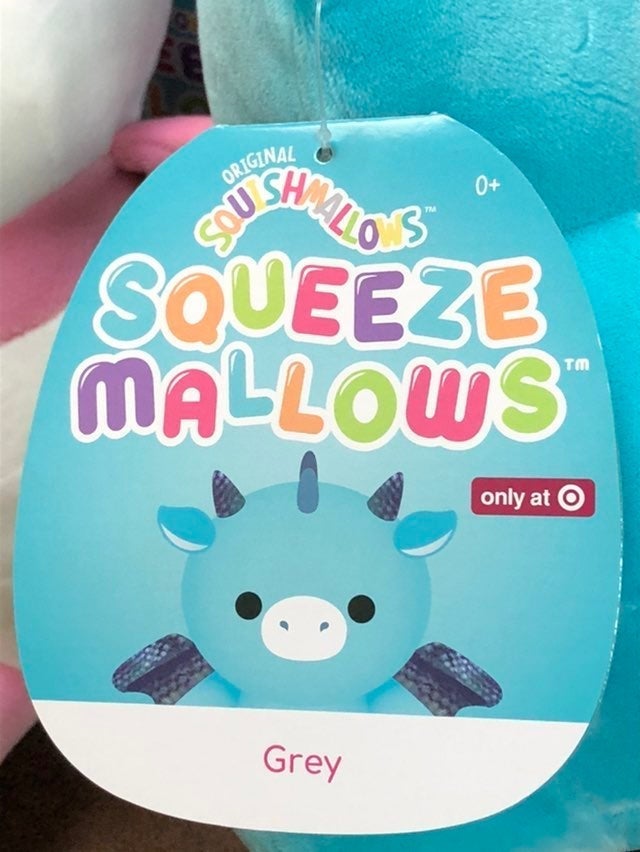 ORIGINAL
SQUISHMALLOWS™
0+
SQUEEZE
MALLOWS™
only at
Grey